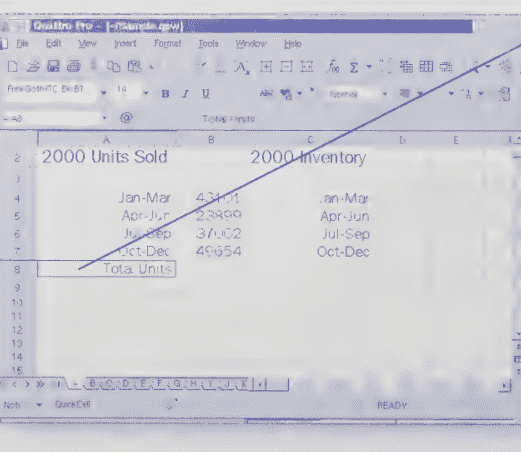 Quattro Pro - [-nSample.qpw]
File Edit View Insert Format Tools Window Help
14 B I U ABC Normal
A8 @ Total Units
A B C D E
2 2000 Units Sold 2000 Inventory
3
4 Jan-Mar 43101 Jan-Mar
5 Apr-Jun 23899 Apr-Jun
6 Jul-Sep 37002 Jul-Sep
7 Oct-Dec 49654 Oct-Dec
8 Total Units
9
10
11
12
13
14
15
B C D E F G H I J K
QuickCell READY